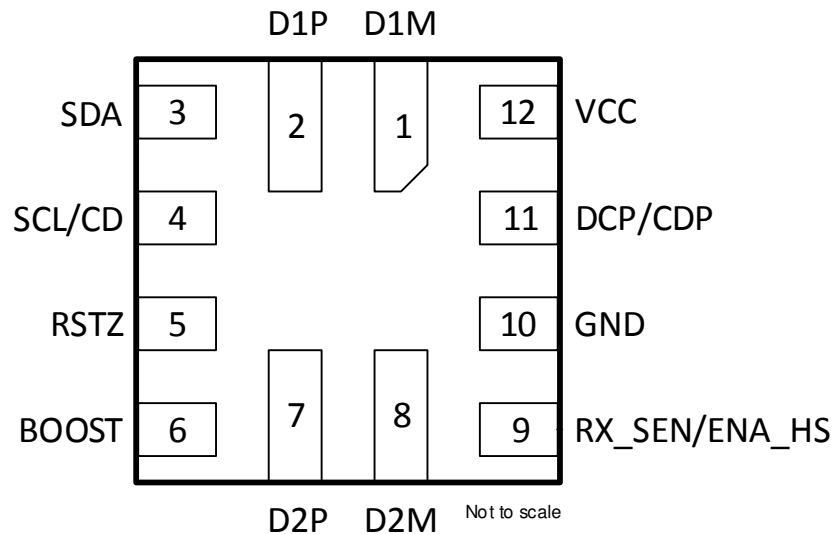 D1P D1M
SDA 3 2 1 12 VCC
SCL/CD 4 11 DCP/CDP
RSTZ 5 10 GND
BOOST 6 7 8 9 RX_SEN/ENA_HS
D2P D2M Not to scale